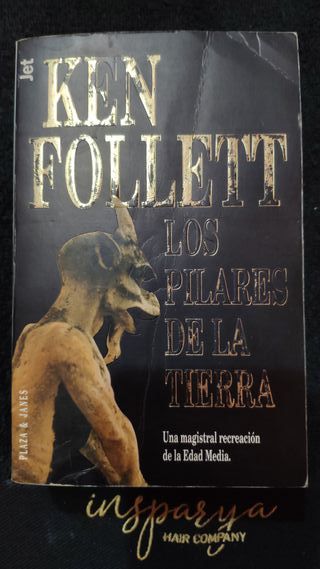 Jet
KEN
FOLLETT
LOS
PILARES
DE LA
TIERRA
Una magistral recreación
de la Edad Media.
PLAZA & JANES
insparya
HAIR COMPANY